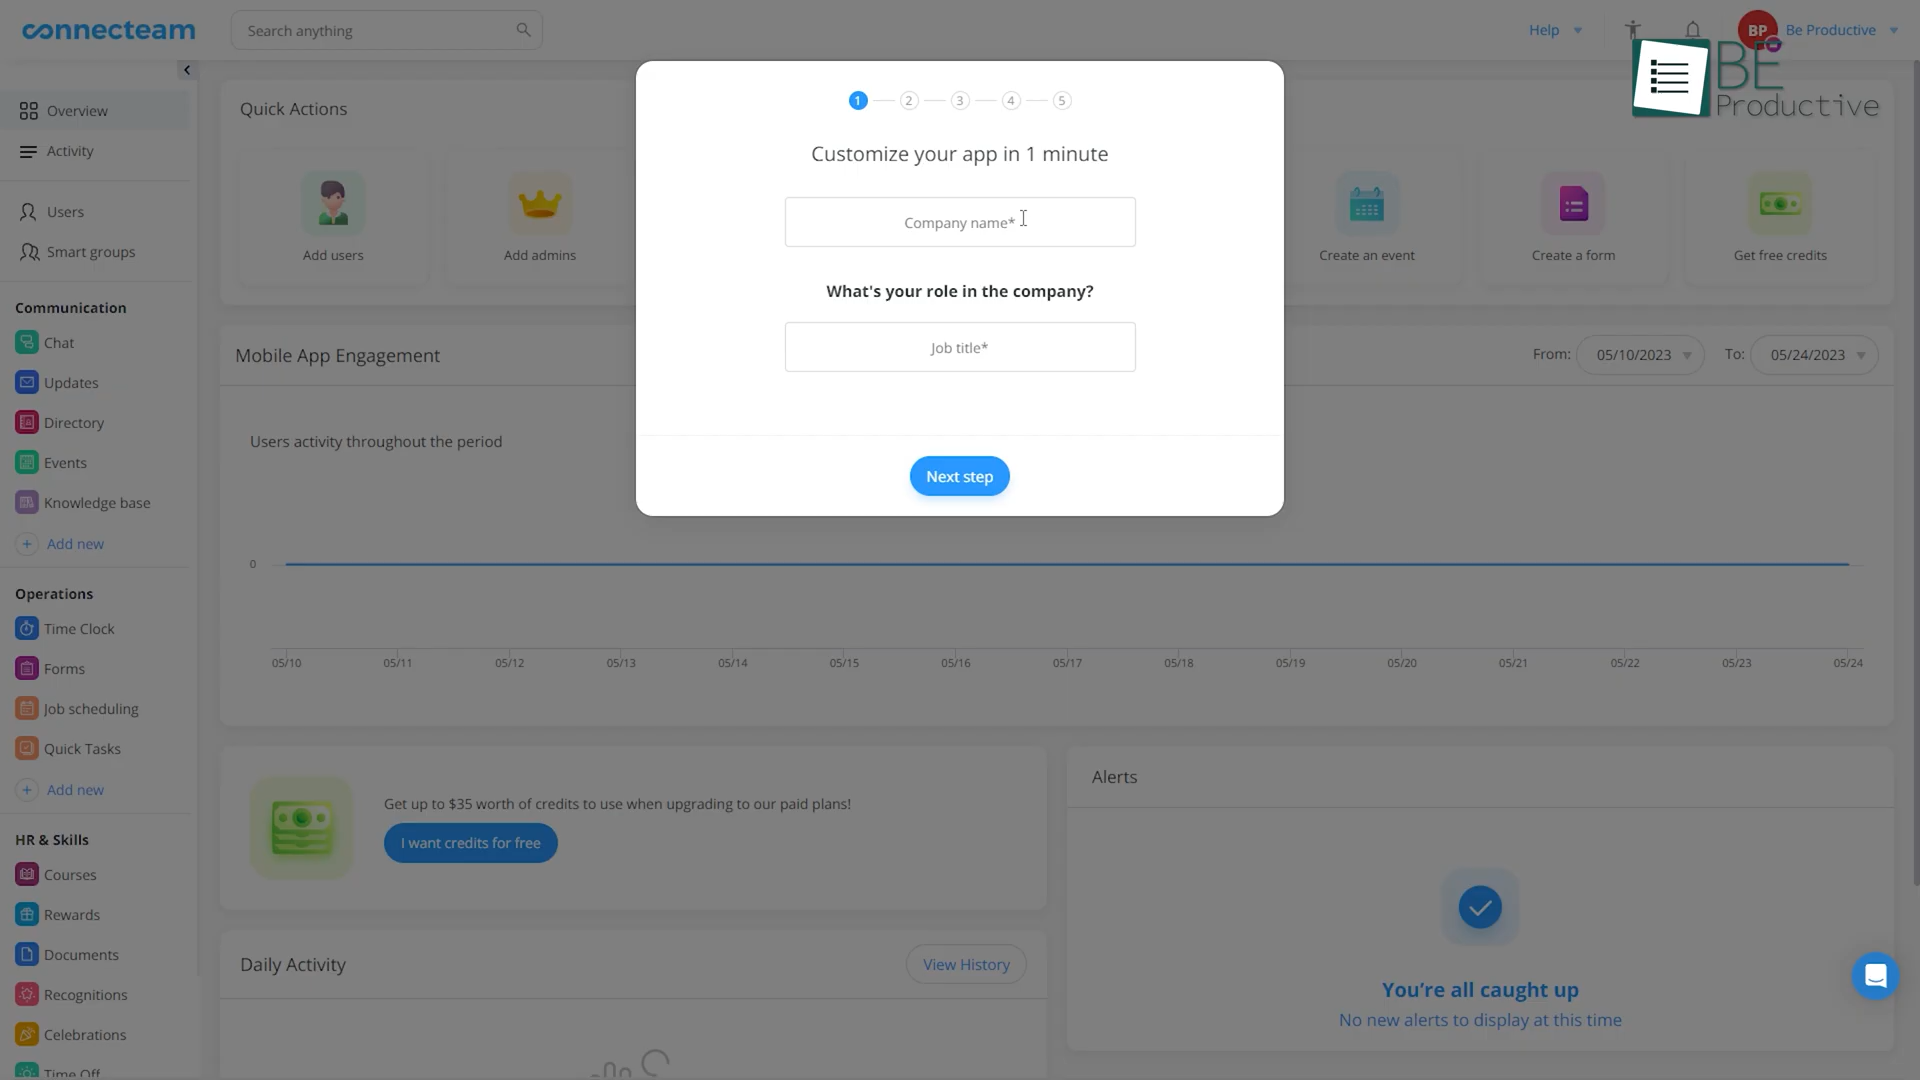 connecteam
Search anything
Help
BP
Be Productive
BE
Productive
Overview
Activity
Users
Smart groups
Communication
Chat
Updates
Directory
Events
Knowledge base
+ Add new
Operations
Time Clock
Forms
Job scheduling
Quick Tasks
+ Add new
HR & Skills
Courses
Rewards
Documents
Recognitions
Celebrations
Time Off
Quick Actions
Add users
Add admins
Create an event
Create a form
Get free credits
1 2 3 4 5
Customize your app in 1 minute
Company name*
What's your role in the company?
Job title*
Next step
Mobile App Engagement
From: 05/10/2023 To: 05/24/2023
Users activity throughout the period
0
05/10 05/11 05/12 05/13 05/14 05/15 05/16 05/17 05/18 05/19 05/20 05/21 05/22 05/23 05/24
Get up to $35 worth of credits to use when upgrading to our paid plans!
I want credits for free
Alerts
You're all caught up
No new alerts to display at this time
Daily Activity
View History